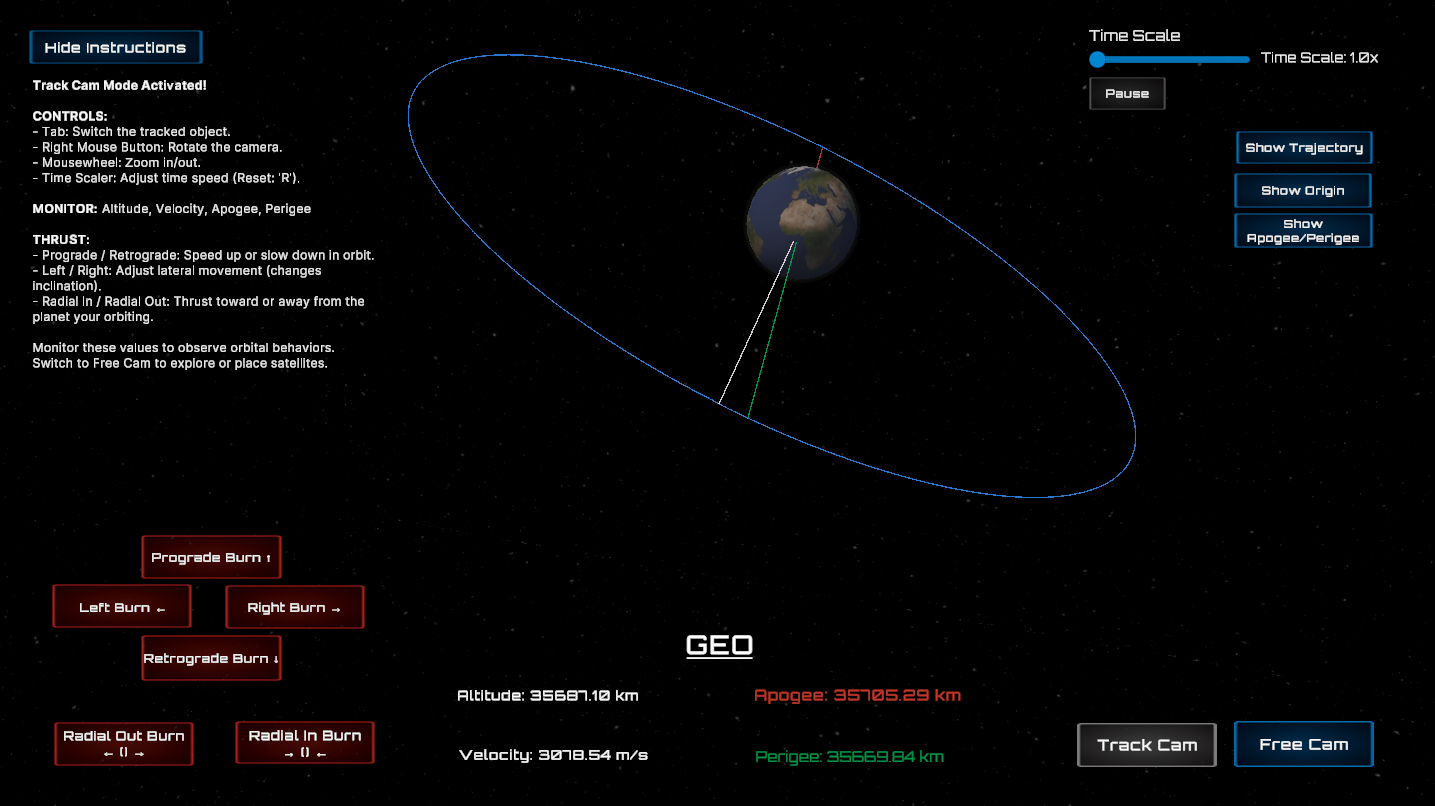 Hide Instructions
Track Cam Mode Activated!
CONTROLS:
- Tab: Switch the tracked object.
- Right Mouse Button: Rotate the camera.
- Mousewheel: Zoom in/out.
- Time Scaler: Adjust time speed (Reset: 'R').
MONITOR: Altitude, Velocity, Apogee, Perigee
THRUST:
- Prograde / Retrograde: Speed up or slow down in orbit.
- Left / Right: Adjust lateral movement (changes
inclination).
- Radial In / Radial Out: Thrust toward or away from the
planet your orbiting.
Monitor these values to observe orbital behaviors.
Switch to Free Cam to explore or place satellites.
Time Scale
Time Scale: 1.0x
Pause
Show Trajectory
Show Origin
Show
Apogee/Perigee
Prograde Burn ↑
Left Burn ←
Right Burn →
Retrograde Burn ↓
Radial Out Burn
← () →
Radial In Burn
→ () ←
GEO
Altitude: 35687.10 km
Apogee: 35705.29 km
Velocity: 3078.54 m/s
Perigee: 35669.84 km
Track Cam
Free Cam